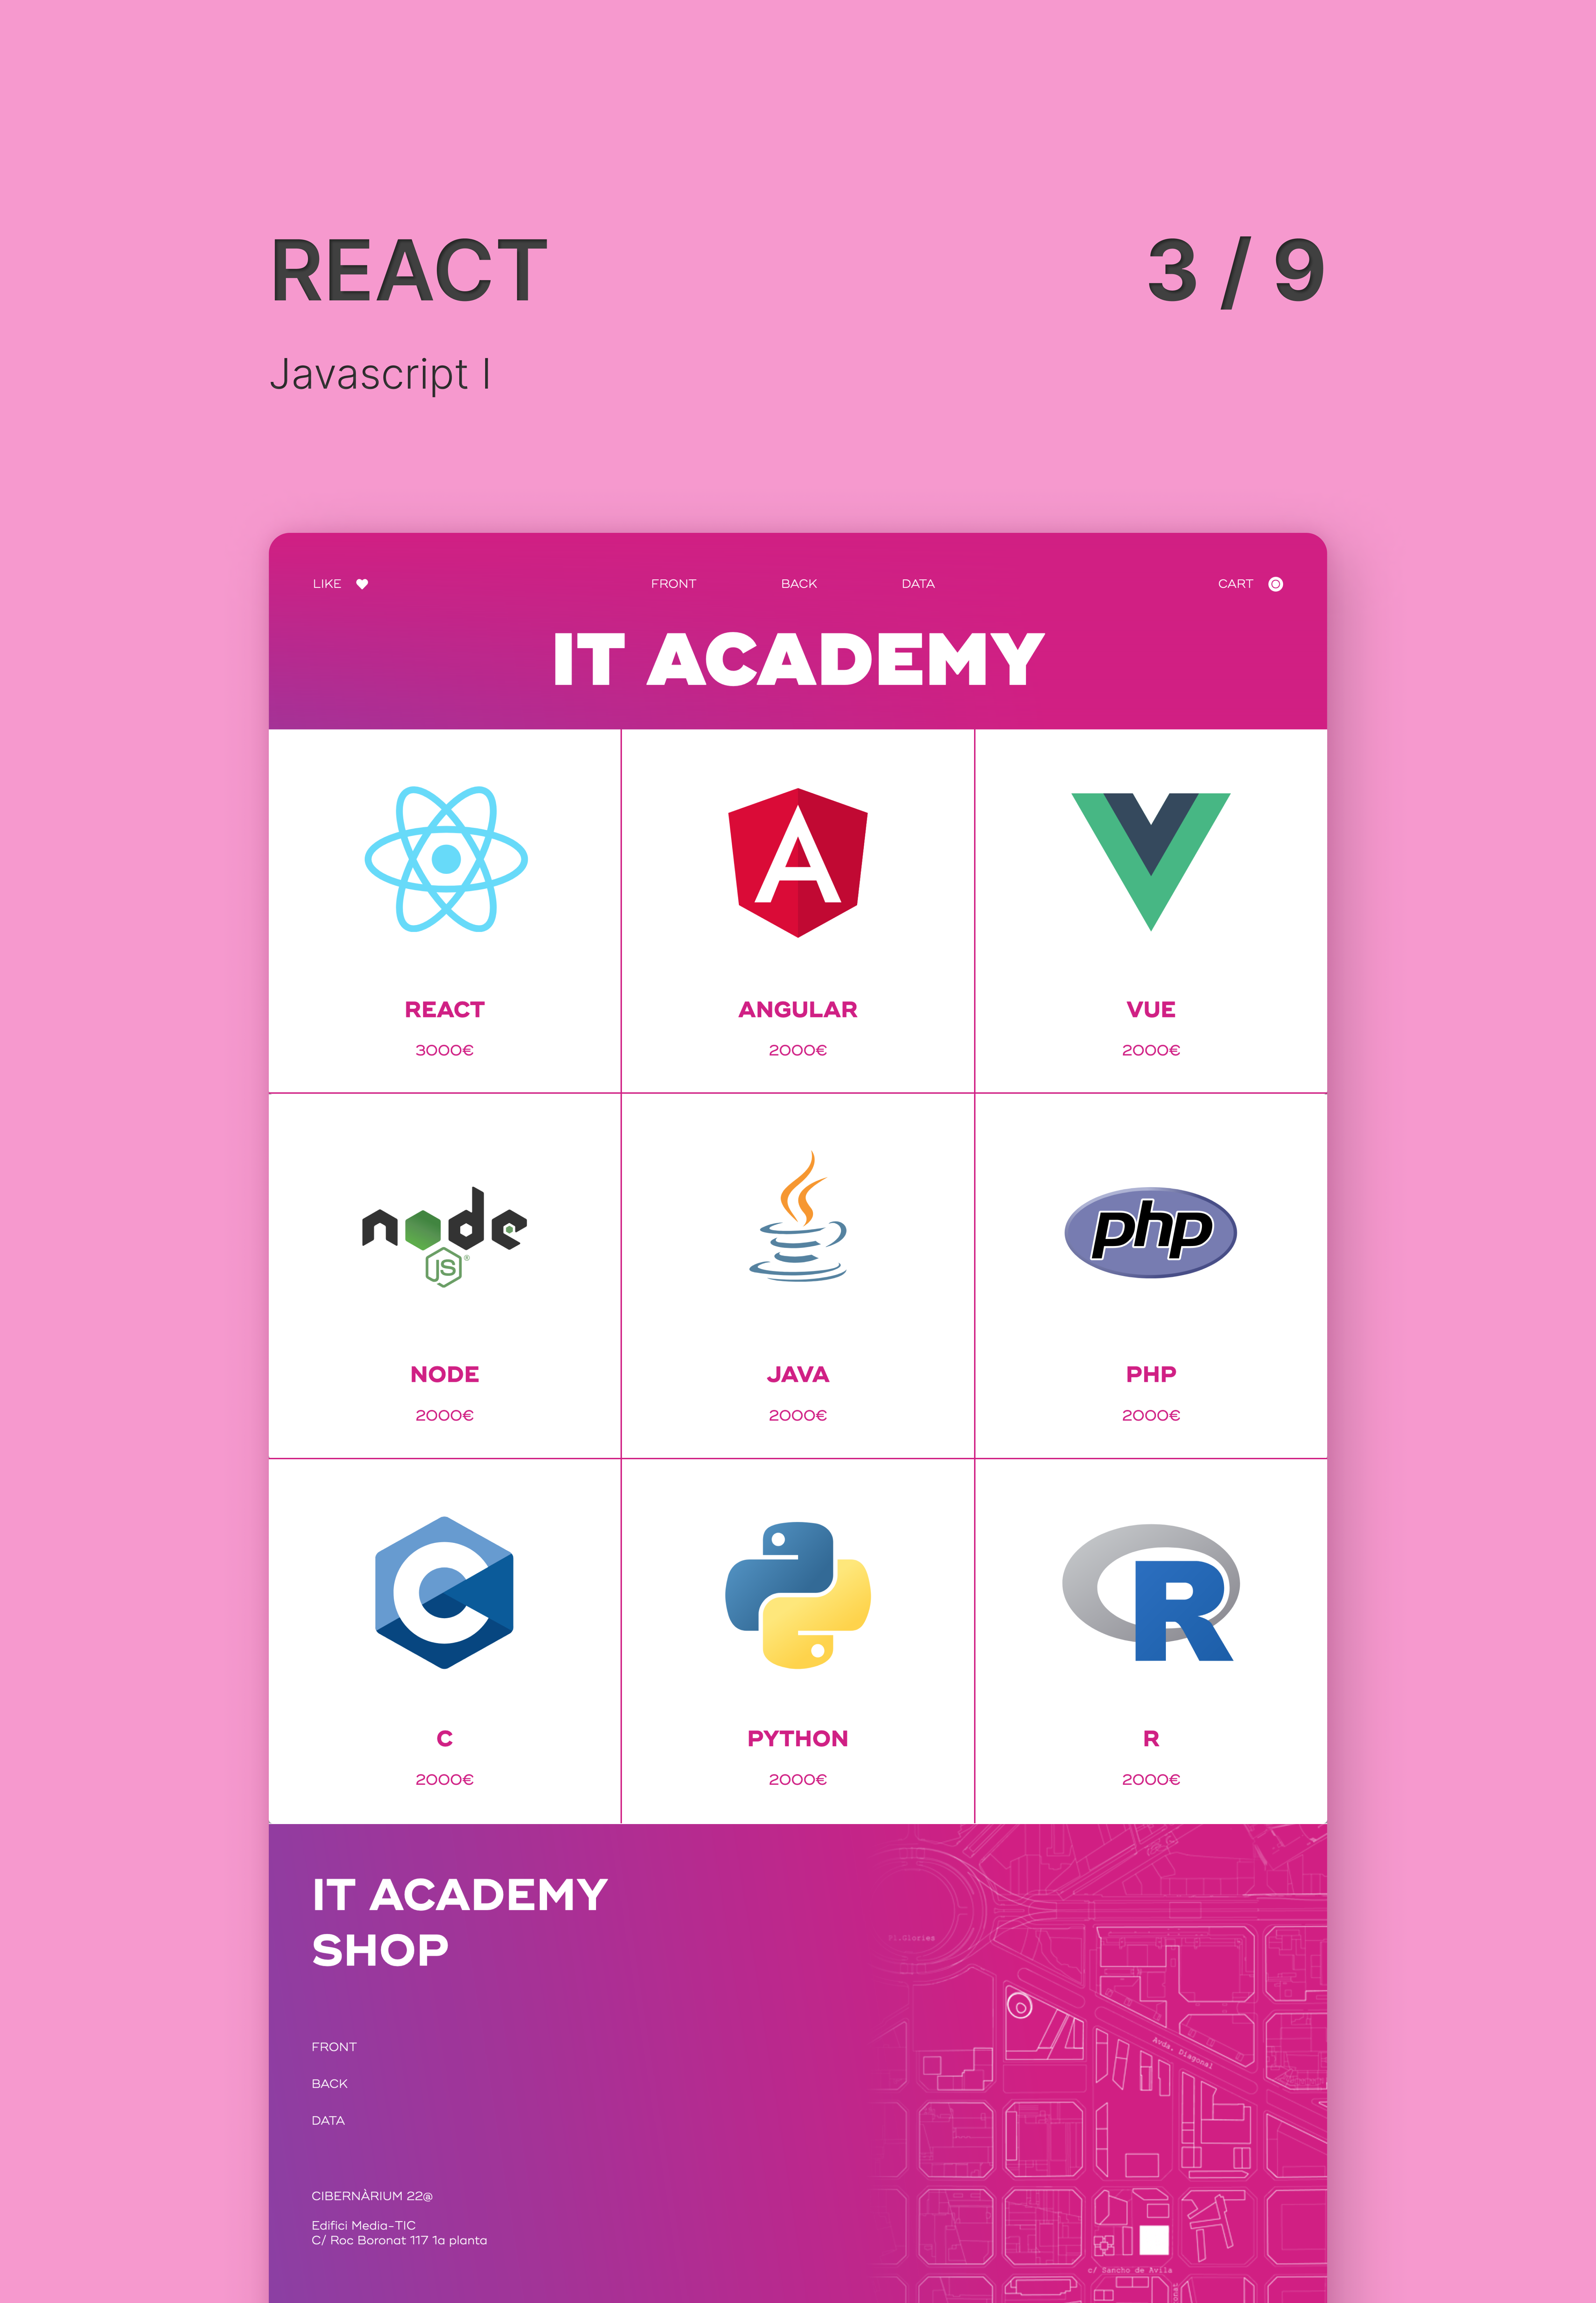 REACT 3 / 9
Javascript I
LIKE FRONT BACK DATA CART
IT ACADEMY
REACT
3000€
ANGULAR
2000€
VUE
2000€
node
JS
®
NODE
2000€
JAVA
2000€
php
PHP
2000€
C
C
2000€
PYTHON
2000€
R
R
2000€
IT ACADEMY
SHOP
FRONT
BACK
DATA
CIBERNÀRIUM 22@
Edifici Media-TIC
C/ Roc Boronat 117 1a planta
Pl.Glories
Avda. Diagonal
c/ Sancho de Avila